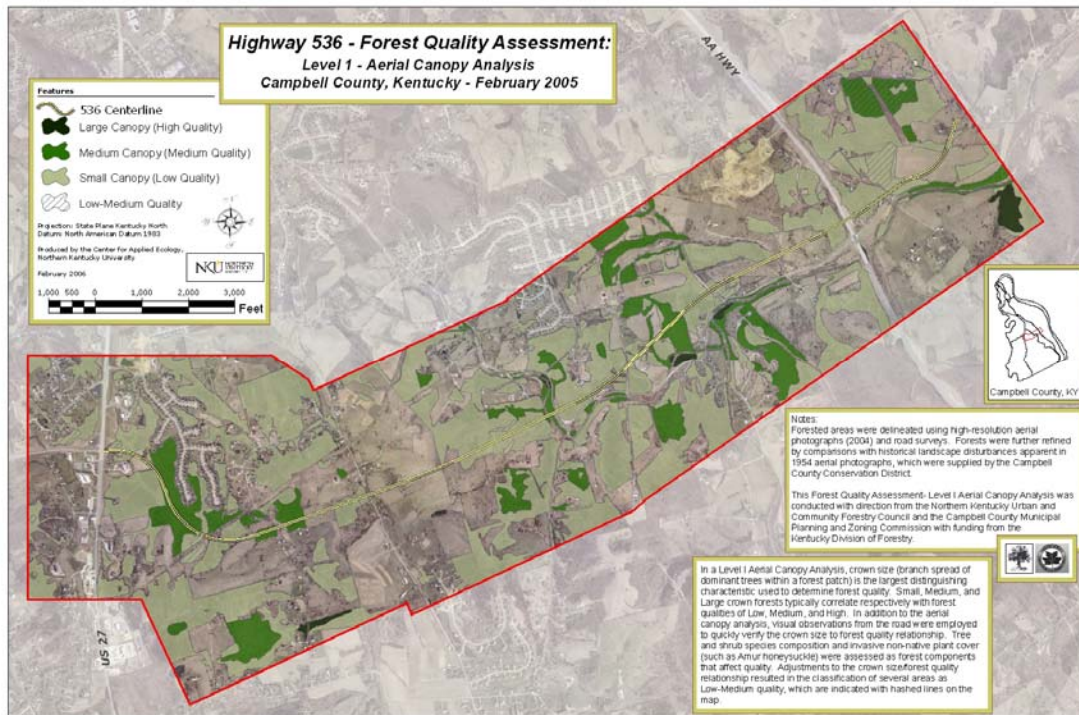 Highway 536 - Forest Quality Assessment:
Level 1 - Aerial Canopy Analysis
Campbell County, Kentucky - February 2005
AA HWY
Features
536 Centerline
Large Canopy (High Quality)
Medium Canopy (Medium Quality)
Small Canopy (Low Quality)
Low-Medium Quality
Projection: State Plane Kentucky North
Datum: North American Datum 1983
Produced by the Center for Applied Ecology,
Northern Kentucky University
February 2006
NKU NORTHERN
KENTUCKY
1,000 500 0 1,000 2,000 3,000
Feet
Campbell County, KY
Notes:
Forested areas were delineated using high-resolution aerial
photographs (2004) and road surveys. Forests were further refined
by comparisons with historical landscape disturbances apparent in
1954 aerial photographs, which were supplied by the Campbell
County Conservation District.
This Forest Quality Assessment- Level I Aerial Canopy Analysis was
conducted with direction from the Northern Kentucky Urban and
Community Forestry Council and the Campbell County Municipal
Planning and Zoning Commission with funding from the
Kentucky Division of Forestry.
In a Level I Aerial Canopy Analysis, crown size (branch spread of
dominant trees within a forest patch) is the largest distinguishing
characteristic used to determine forest quality. Small, Medium, and
Large crown forests typically correlate respectively with forest
qualities of Low, Medium, and High. In addition to the aerial
canopy analysis, visual observations from the road were employed
to quickly verify the crown size to forest quality relationship. Tree
and shrub species composition and invasive non-native plant cover
(such as Amur honeysuckle) were assessed as forest components
that affect quality. Adjustments to the crown size/forest quality
relationship resulted in the classification of several areas as
Low-Medium quality, which are indicated with hashed lines on the
map.
US 27